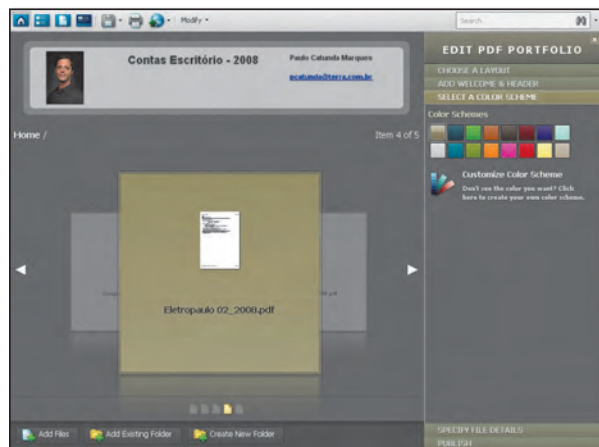 Modify
Search
Contas Escritório - 2008
Paulo Catunda Marques
pcatunda@terra.com.br
Home /
Item 4 of 5
Eletropaulo 02_2008.pdf
Add Files
Add Existing Folder
Create New Folder
EDIT PDF PORTFOLIO
CHOOSE A LAYOUT
ADD WELCOME & HEADER
SELECT A COLOR SCHEME
Color Schemes
Customize Color Scheme
Don't see the color you want? Click
here to create your own color scheme.
SPECIFY FILE DETAILS
PUBLISH